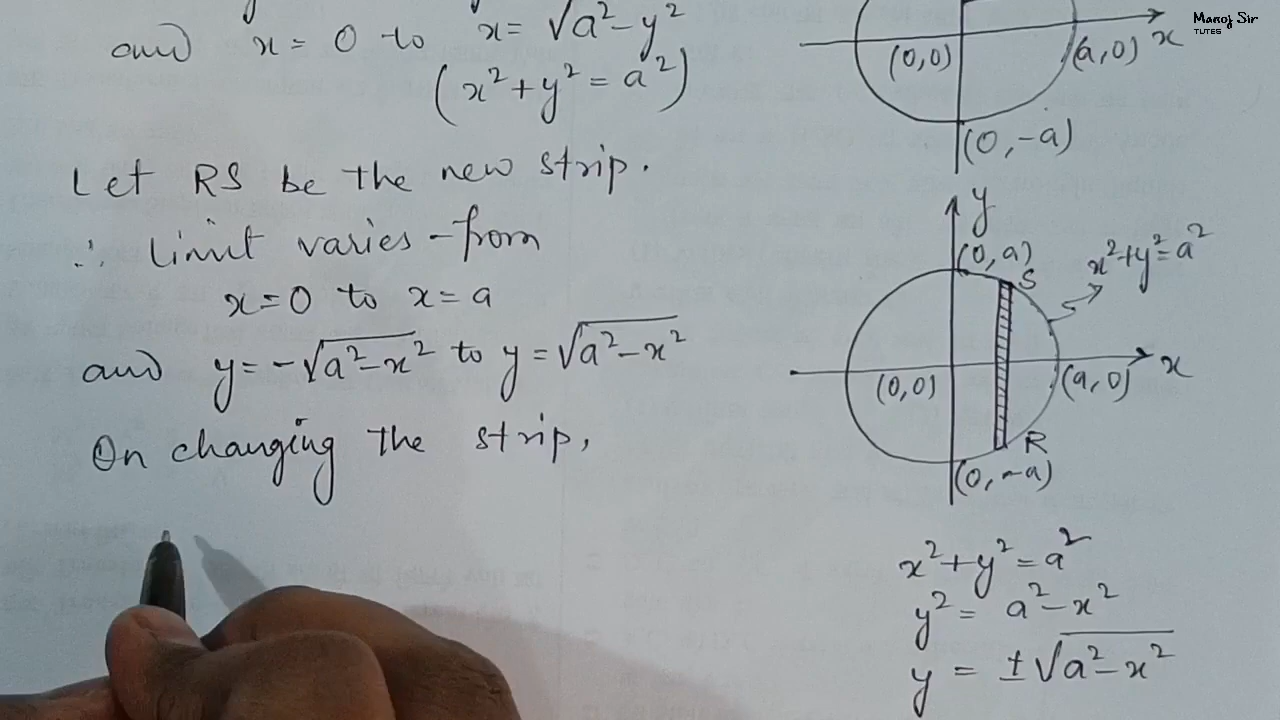 and x = 0 to x = √a²-y²
(x² + y² = a²)
Let RS be the new strip.
∴ limit varies from
x = 0 to x = a
and y = -√a²-x² to y = √a²-x²
On changing the strip,
Manoj Sir
TUTES
x
(0,0)
(a,0)
(0,-a)
y
(0,a)
S
x²+y²=a²
x
(0,0)
(a,0)
R
(0,-a)
x²+y² = a²
y² = a²-x²
y = ±√a²-x²